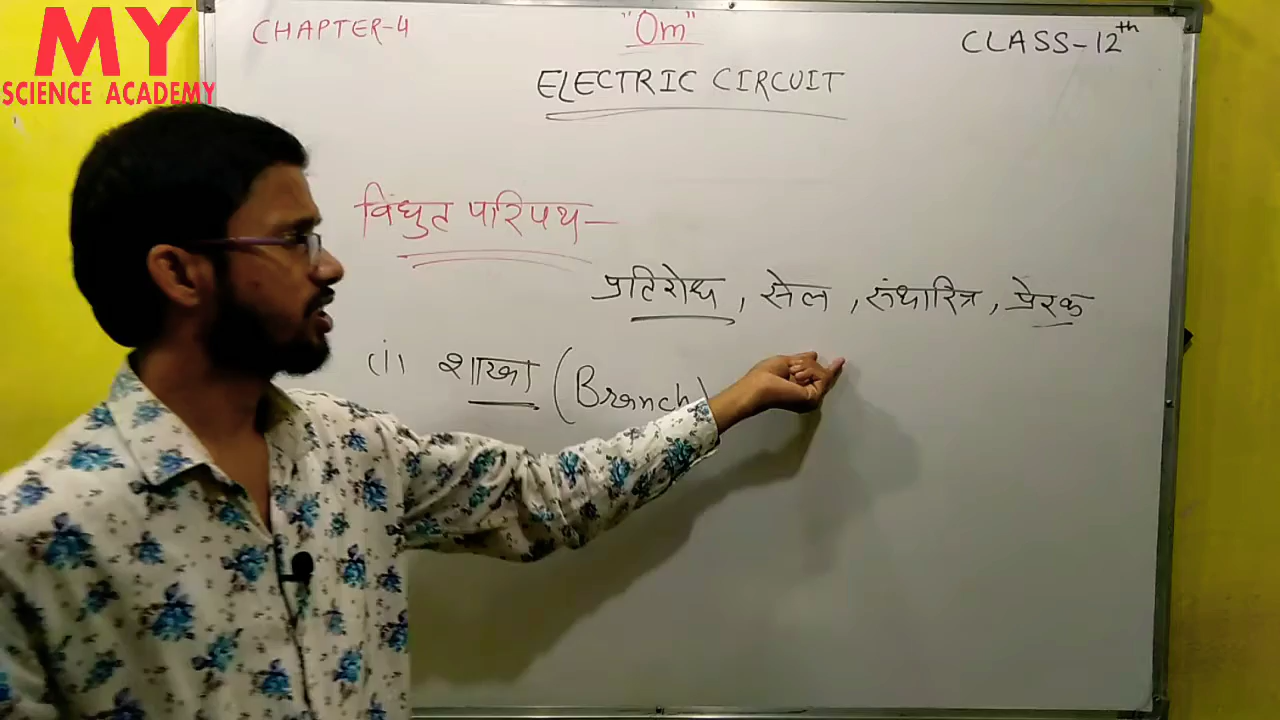 MY
SCIENCE ACADEMY
CHAPTER-4
"Om"
CLASS-12th
ELECTRIC CIRCUIT
विंधुत परिपथ-
प्रतिरोध, सेल, संधारित्र, प्रेरक
(i) शाखा (Branch)